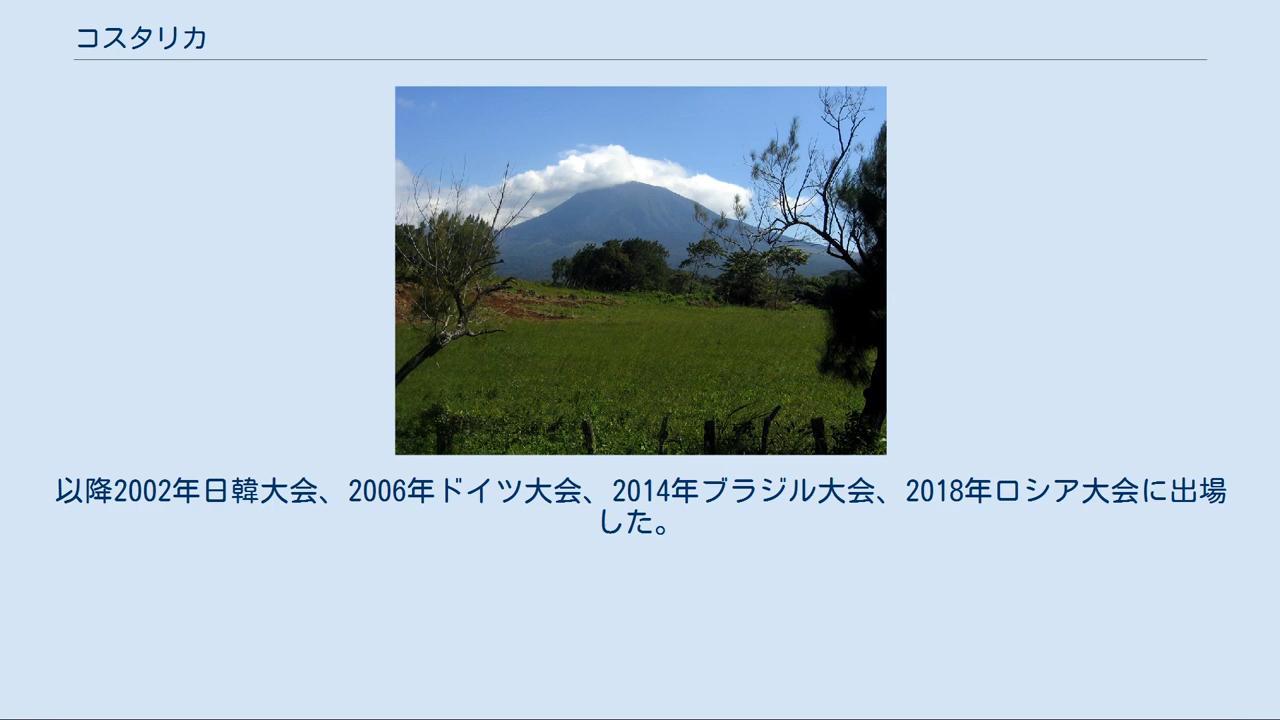 コスタリカ
以降2002年日韓大会、2006年ドイツ大会、2014年ブラジル大会、2018年ロシア大会に出場
した。